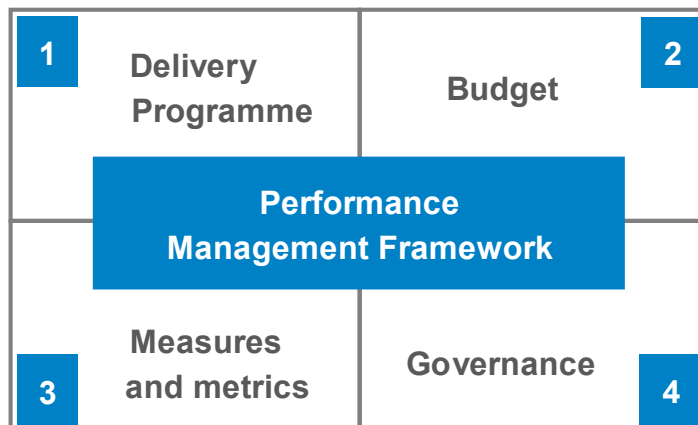 1
Delivery
Programme
Budget
2
Performance
Management Framework
Measures
and metrics
3
Governance
4